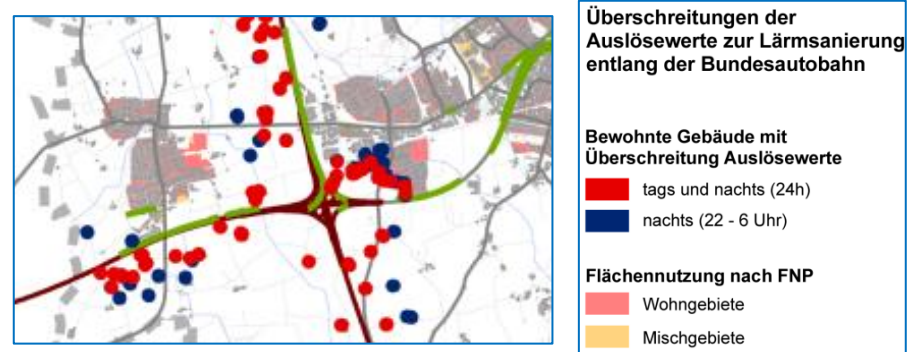 Überschreitungen der
Auslösewerte zur Lärmsanierung
entlang der Bundesautobahn
Bewohnte Gebäude mit
Überschreitung Auslösewerte
tags und nachts (24h)
nachts (22 - 6 Uhr)
Flächennutzung nach FNP
Wohngebiete
Mischgebiete